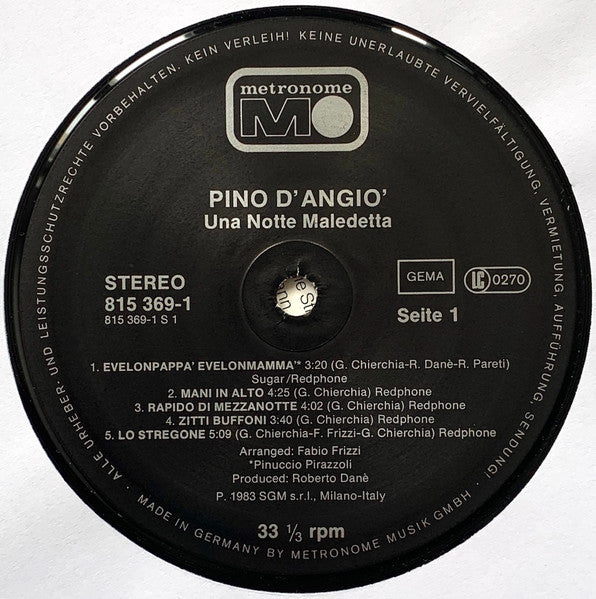 ALLE URHEBER- UND LEISTUNGSSCHUTZRECHTE VORBEHALTEN. KEIN VERLEIH! KEINE UNERLAUBTE VERVIELFÄLTIGUNG, VERMIETUNG, AUFFÜHRUNG, SENDUNG!
metronome
M
PINO D'ANGIO'
Una Notte Maledetta
STEREO
815 369-1
815 369-1 S 1
GEMA
LC 0270
Seite 1
1. EVELONPAPPA' EVELONMAMMA'* 3:20 (G. Chierchia-R. Danè-R. Pareti)
Sugar/Redphone
2. MANI IN ALTO 4:25 (G. Chierchia) Redphone
3. RAPIDO DI MEZZANOTTE 4:02 (G. Chierchia) Redphone
4. ZITTI BUFFONI 3:40 (G. Chierchia) Redphone
5. LO STREGONE 5:09 (G. Chierchia-F. Frizzi-G. Chierchia) Redphone
Arranged: Fabio Frizzi
*Pinuccio Pirazzoli
Produced: Roberto Danè
P. 1983 SGM s.r.l., Milano-Italy
33 ⅓ rpm
· MADE IN GERMANY BY METRONOME MUSIK GMBH ·